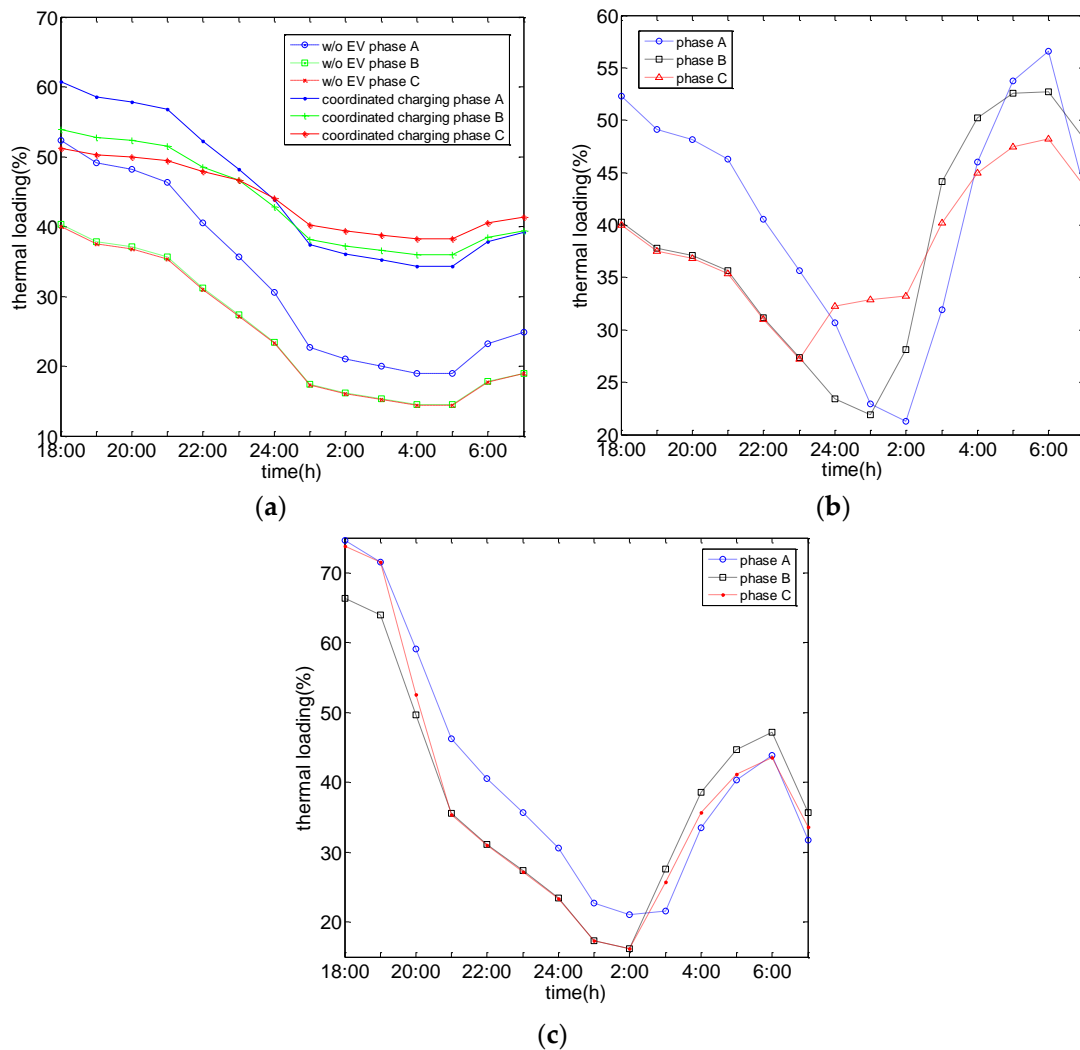 w/o EV phase A
w/o EV phase B
w/o EV phase C
coordinated charging phase A
coordinated charging phase B
coordinated charging phase C
70
60
50
40
30
20
10
thermal loading(%)
18:00 20:00 22:00 24:00 2:00 4:00 6:00
time(h)
(a)
phase A
phase B
phase C
60
55
50
45
40
35
30
25
20
thermal loading(%)
18:00 20:00 22:00 24:00 2:00 4:00 6:00
time(h)
(b)
phase A
phase B
phase C
70
60
50
40
30
20
thermal loading(%)
18:00 20:00 22:00 24:00 2:00 4:00 6:00
time(h)
(c)